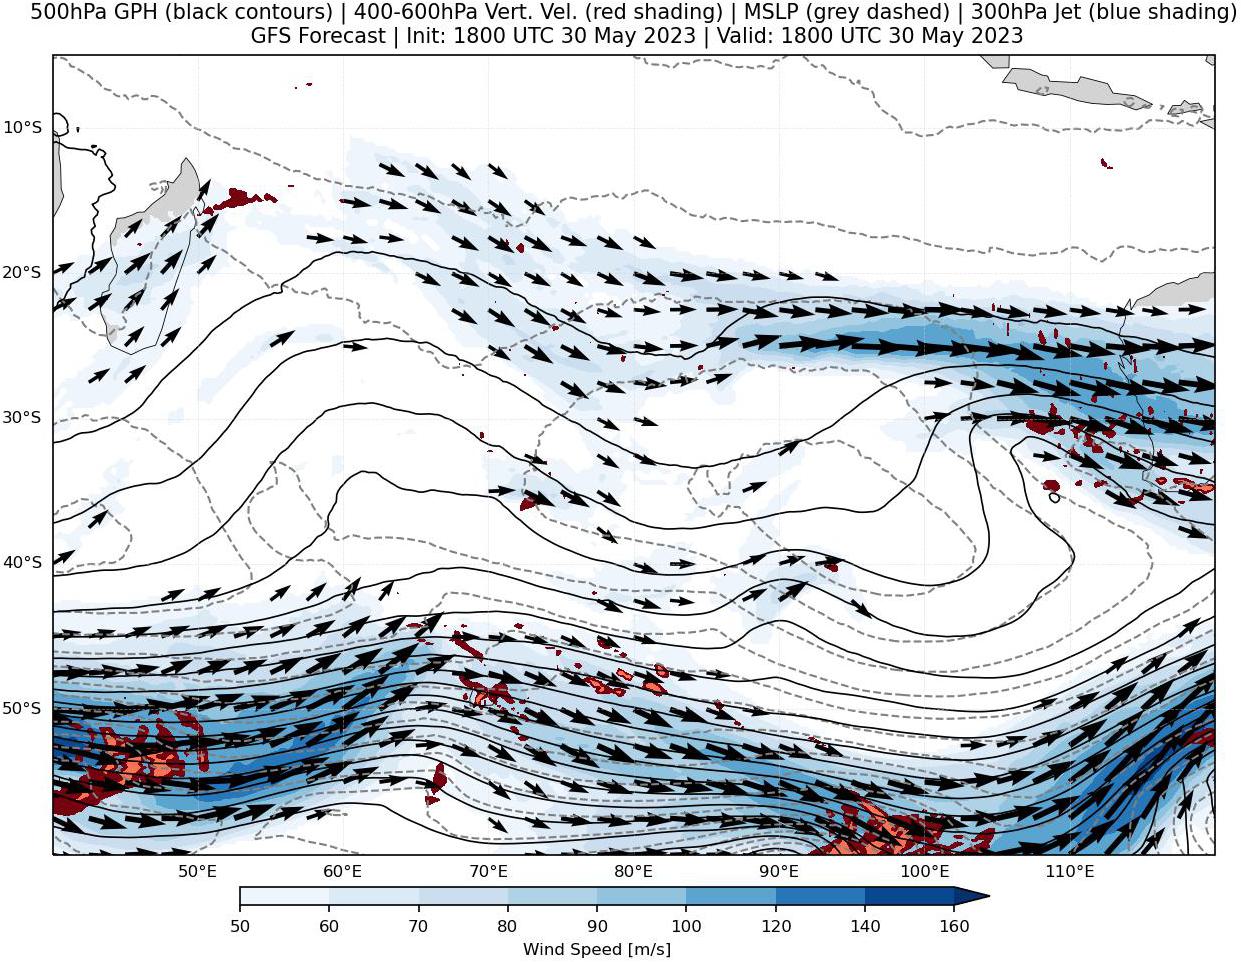 500hPa GPH (black contours) | 400-600hPa Vert. Vel. (red shading) | MSLP (grey dashed) | 300hPa Jet (blue shading)
GFS Forecast | Init: 1800 UTC 30 May 2023 | Valid: 1800 UTC 30 May 2023
10°S
20°S
30°S
40°S
50°S
50°E 60°E 70°E 80°E 90°E 100°E 110°E
50 60 70 80 90 100 120 140 160
Wind Speed [m/s]